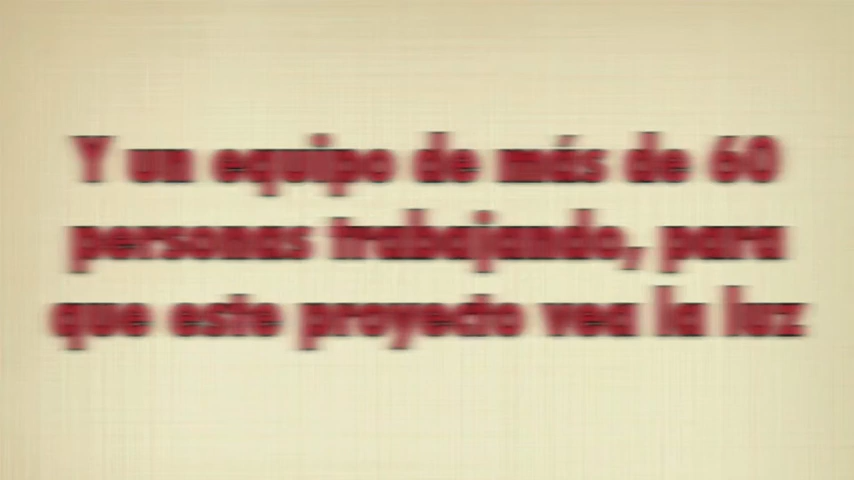 Y un equipo de más de 60
personas trabajando, para
que este proyecto vea la luz